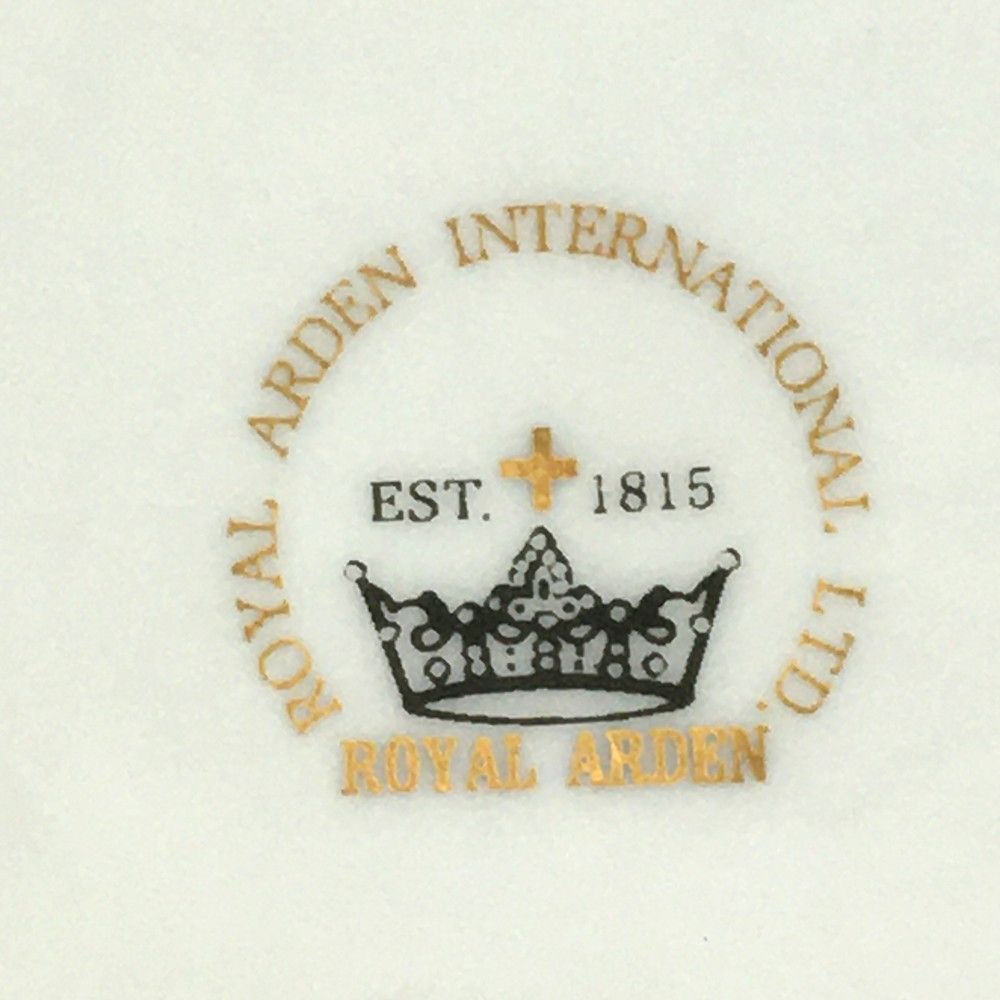 ROYAL ARDEN INTERNATIONAL LTD.
EST. 1815
ROYAL ARDEN